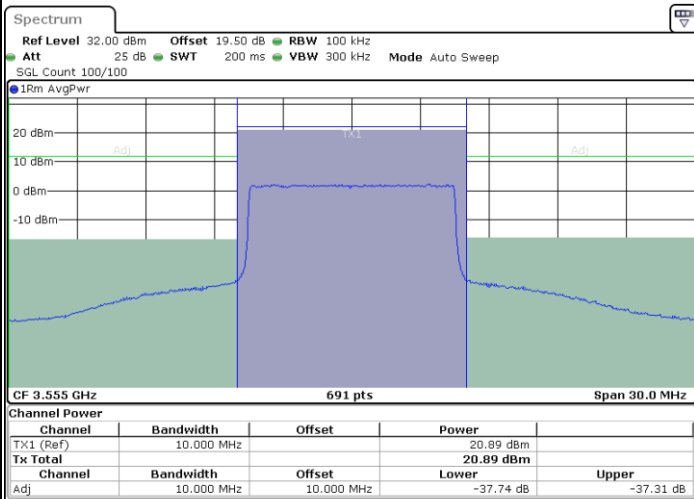 Spectrum
Ref Level 32.00 dBm Offset 19.50 dB RBW 100 kHz
Att 25 dB SWT 200 ms VBW 300 kHz Mode Auto Sweep
SGL Count 100/100
1Rm AvgPwr
20 dBm
TX1
Adj
Adj
10 dBm
0 dBm
-10 dBm
CF 3.555 GHz 691 pts Span 30.0 MHz
Channel Power
Channel Bandwidth Offset Power
TX1 (Ref) 10.000 MHz 20.89 dBm
Tx Total 20.89 dBm
Channel Bandwidth Offset Lower Upper
Adj 10.000 MHz 10.000 MHz -37.74 dB -37.31 dB